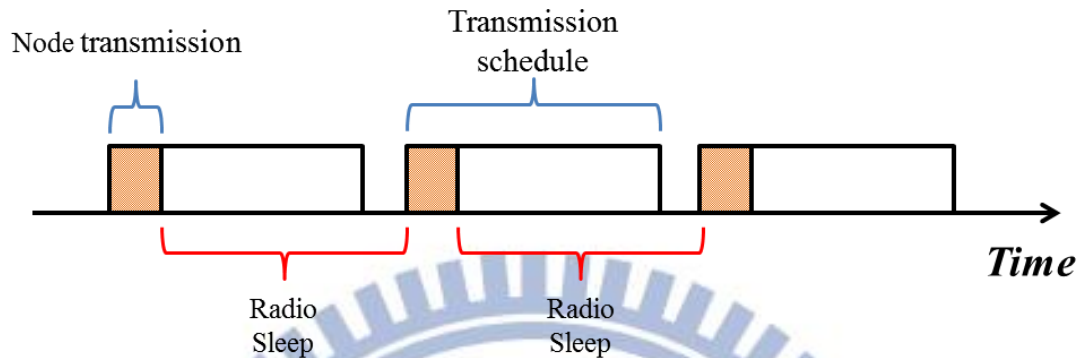 Node transmission
Transmission
schedule
Time
Radio
Sleep
Radio
Sleep